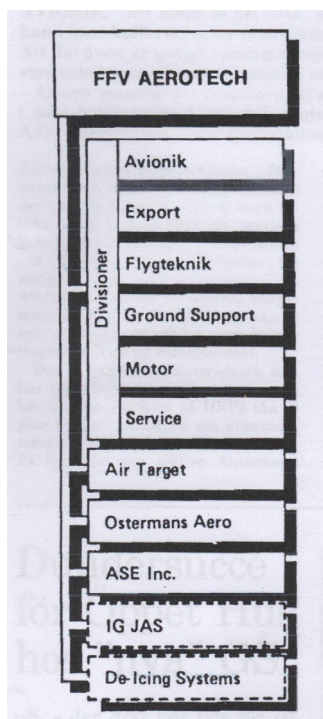 FFV AEROTECH
Divisioner
Avionik
Export
Flygteknik
Ground Support
Motor
Service
Air Target
Ostermans Aero
ASE Inc.
IG JAS
De-Icing Systems